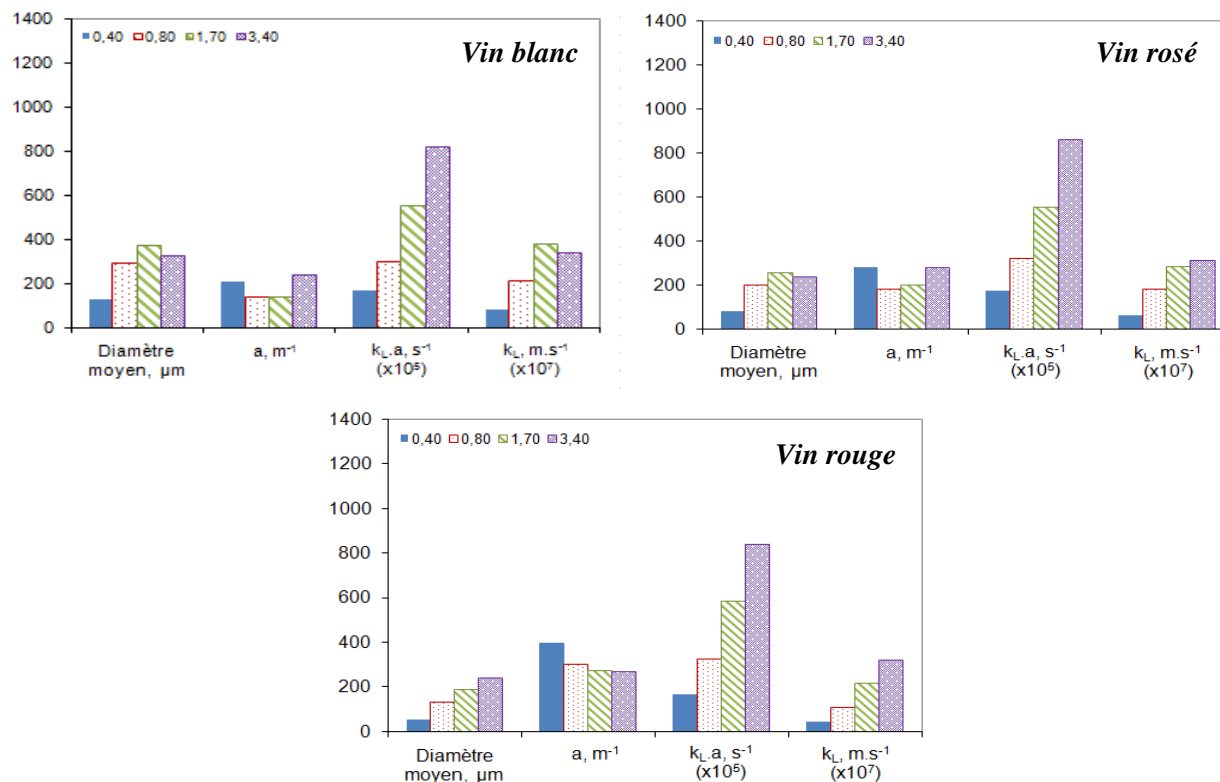 1400
1200
1000
800
600
400
200
0
0,40 0,80 1,70 3,40
Vin blanc
Diamètre
moyen, µm
a, m⁻¹
k_L.a, s⁻¹
(x10⁵)
k_L, m.s⁻¹
(x10⁷)
1400
1200
1000
800
600
400
200
0
0,40 0,80 1,70 3,40
Vin rosé
Diamètre
moyen, µm
a, m⁻¹
k_L.a, s⁻¹
(x10⁵)
k_L, m.s⁻¹
(x10⁷)
1400
1200
1000
800
600
400
200
0
0,40 0,80 1,70 3,40
Vin rouge
Diamètre
moyen, µm
a, m⁻¹
k_L.a, s⁻¹
(x10⁵)
k_L, m.s⁻¹
(x10⁷)